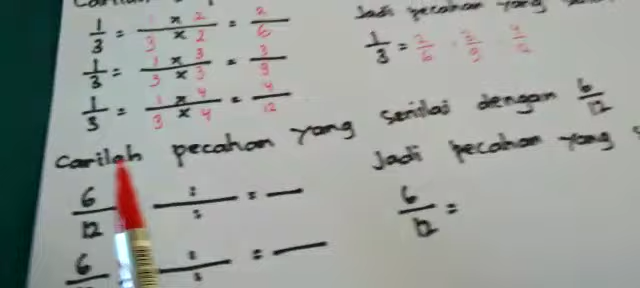 1/3 = 1 x 2 / 3 x 2 = 2/6
Jadi pecahan yang
1/3 = 1 x 3 / 3 x 3 = 3/9
1/3 = 2/6
1/3 = 1 x 4 / 3 x 4 = 4/12
Carilah pecahan yang senilai dengan 6/12
Jadi pecahan yang
6/12 : / : = —
6/12 =
6 : / : = —